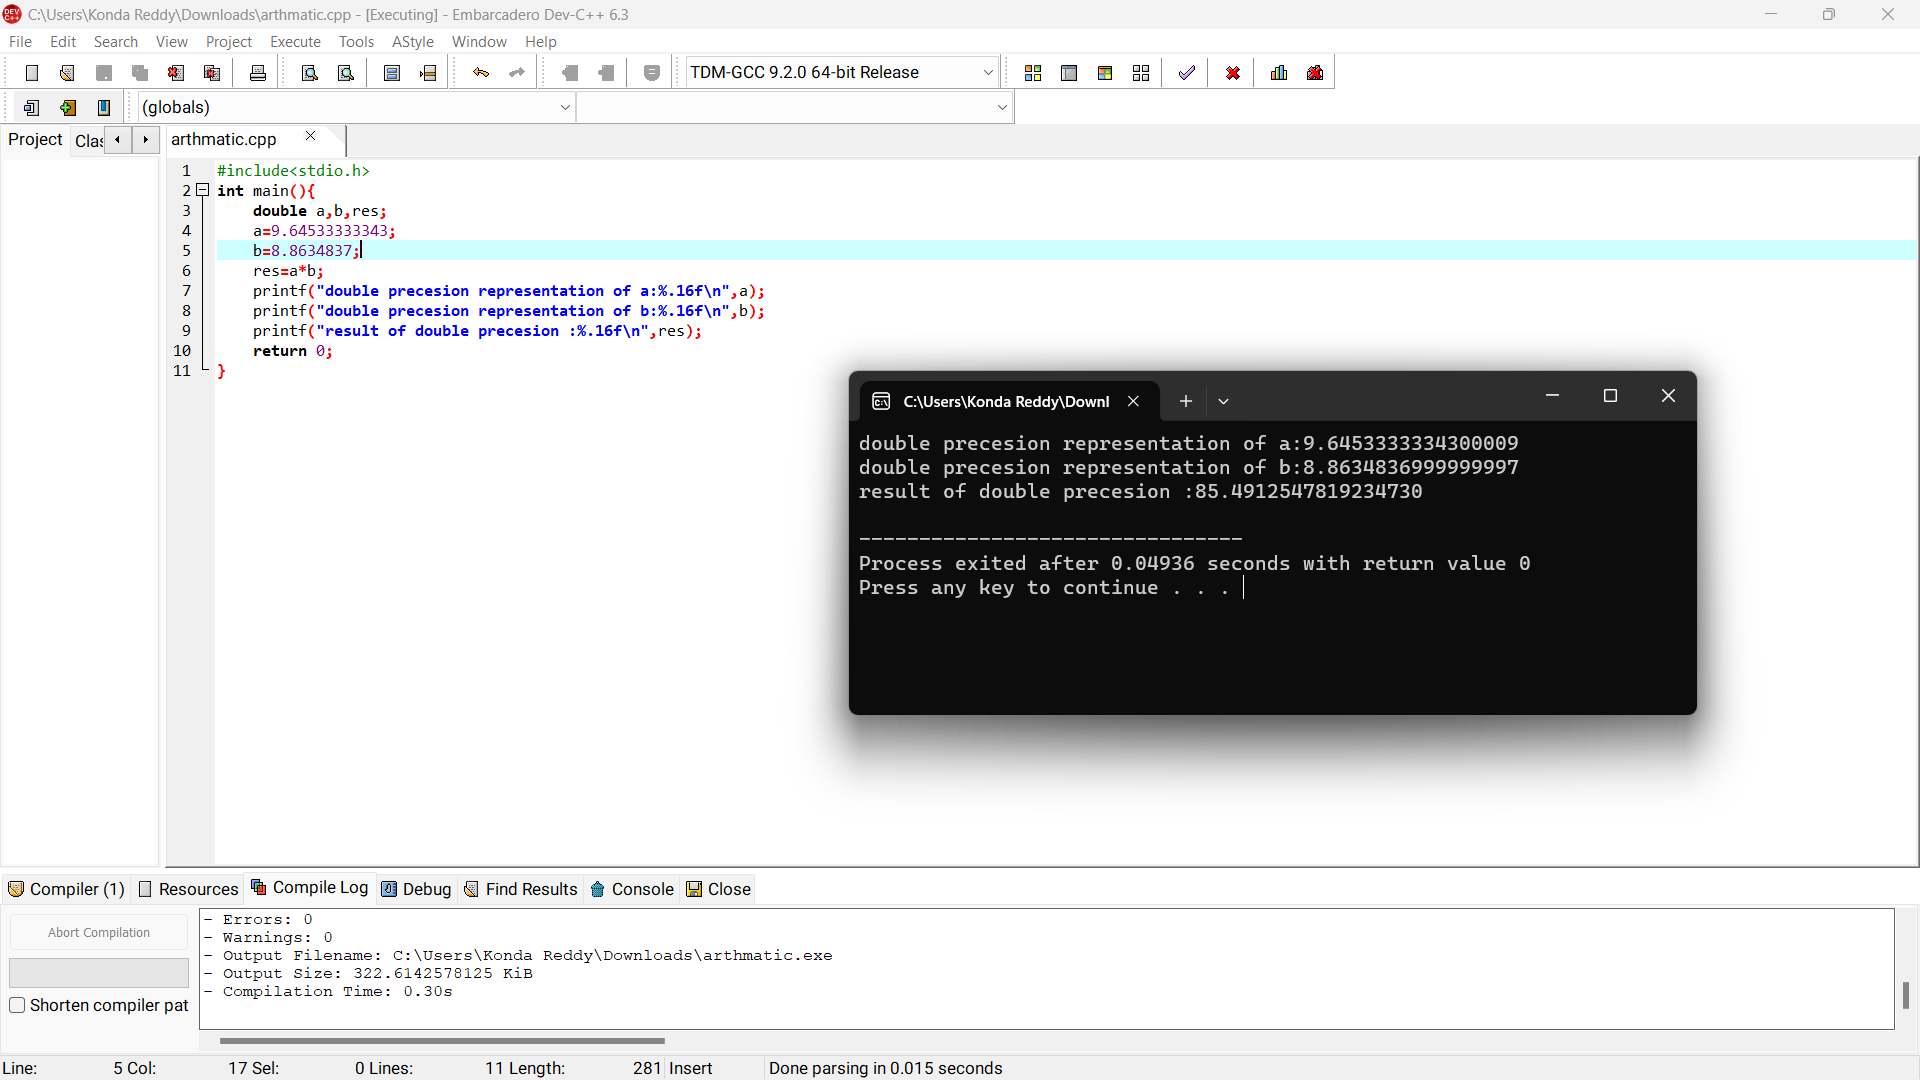 C:\Users\Konda Reddy\Downloads\arthmatic.cpp - [Executing] - Embarcadero Dev-C++ 6.3
File Edit Search View Project Execute Tools AStyle Window Help
TDM-GCC 9.2.0 64-bit Release
(globals)
Project Clas arthmatic.cpp
1 #include<stdio.h>
2 int main(){
3 double a,b,res;
4 a=9.64533333343;
5 b=8.8634837;
6 res=a*b;
7 printf("double precesion representation of a:%.16f\n",a);
8 printf("double precesion representation of b:%.16f\n",b);
9 printf("result of double precesion :%.16f\n",res);
10 return 0;
11 }
C:\Users\Konda Reddy\Downl
double precesion representation of a:9.6453333334300009
double precesion representation of b:8.8634836999999997
result of double precesion :85.4912547819234730
--------------------------------
Process exited after 0.04936 seconds with return value 0
Press any key to continue . . .
Compiler (1) Resources Compile Log Debug Find Results Console Close
Abort Compilation
Shorten compiler pat
- Errors: 0
- Warnings: 0
- Output Filename: C:\Users\Konda Reddy\Downloads\arthmatic.exe
- Output Size: 322.6142578125 KiB
- Compilation Time: 0.30s
Line: 5 Col: 17 Sel: 0 Lines: 11 Length: 281 Insert Done parsing in 0.015 seconds